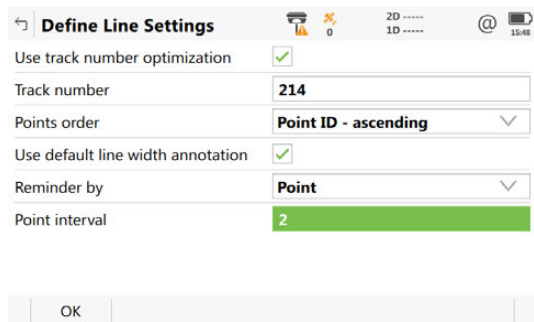 Define Line Settings
0
2D -----
1D -----
@
15:48
Use track number optimization
Track number
214
Points order
Point ID - ascending
Use default line width annotation
Reminder by
Point
Point interval
2
OK